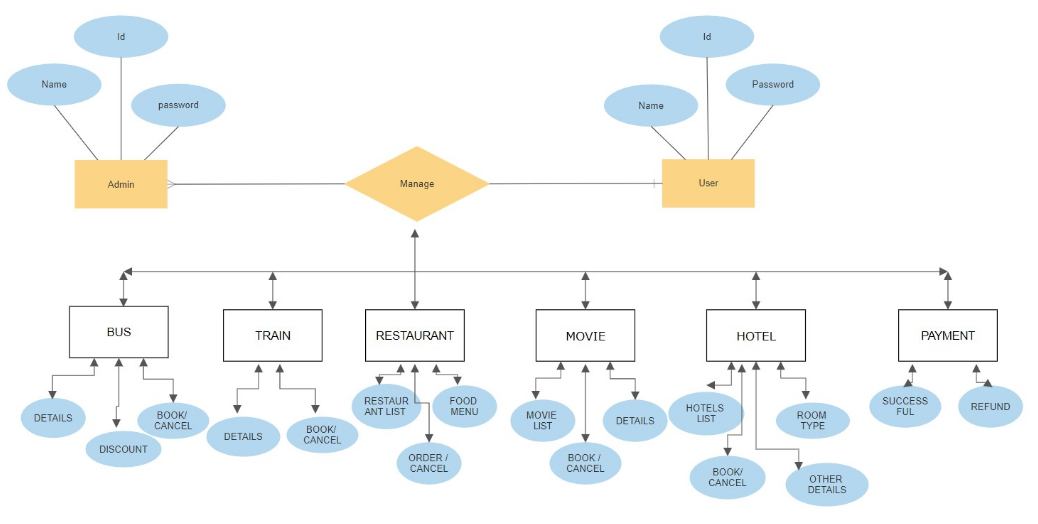 Id
Id
Name
password
Name
Password
Admin
Manage
User
BUS
TRAIN
RESTAURANT
MOVIE
HOTEL
PAYMENT
DETAILS
DISCOUNT
BOOK/
CANCEL
DETAILS
BOOK/
CANCEL
RESTAUR
ANT LIST
ORDER /
CANCEL
FOOD
MENU
MOVIE
LIST
BOOK /
CANCEL
DETAILS
HOTELS
LIST
BOOK/
CANCEL
OTHER
DETAILS
ROOM
TYPE
SUCCESS
FUL
REFUND